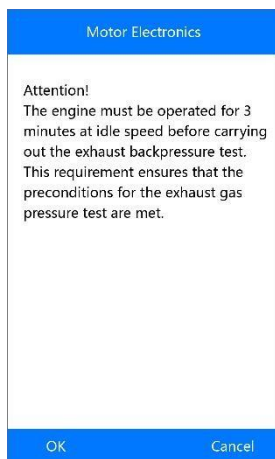 Motor Electronics
Attention!
The engine must be operated for 3
minutes at idle speed before carrying
out the exhaust backpressure test.
This requirement ensures that the
preconditions for the exhaust gas
pressure test are met.
OK Cancel